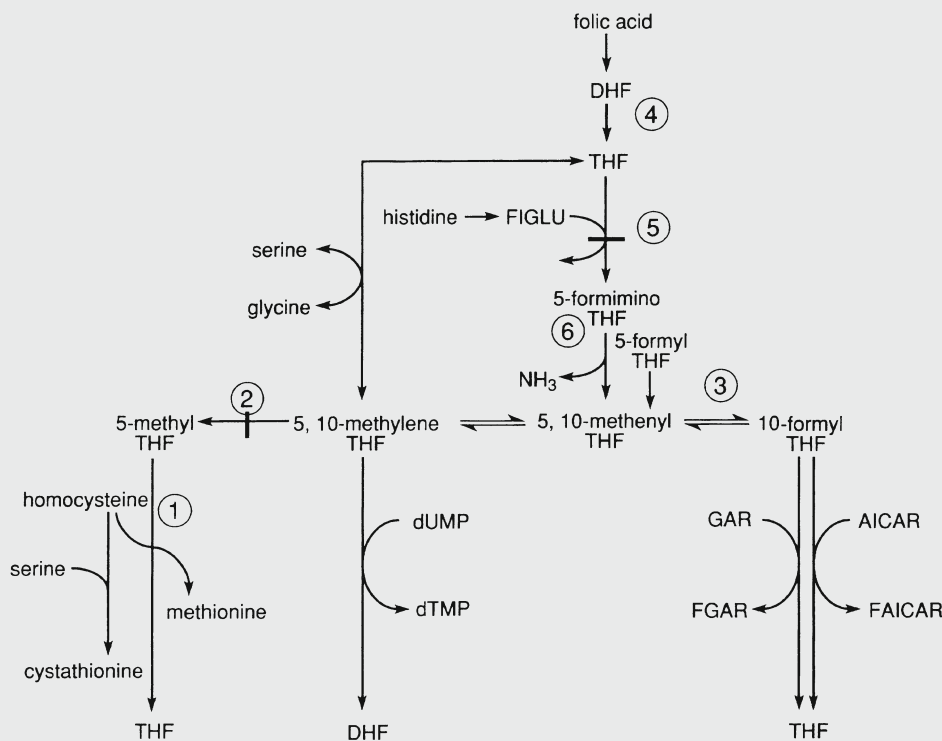 folic acid
DHF
4
THF
histidine
FIGLU
5
serine
glycine
5-formimino
THF
6
5-formyl
THF
NH3
3
2
5-methyl
THF
5, 10-methylene
THF
5, 10-methenyl
THF
10-formyl
THF
homocysteine
1
serine
methionine
cystathionine
dUMP
dTMP
GAR
AICAR
FGAR
FAICAR
THF
DHF
THF